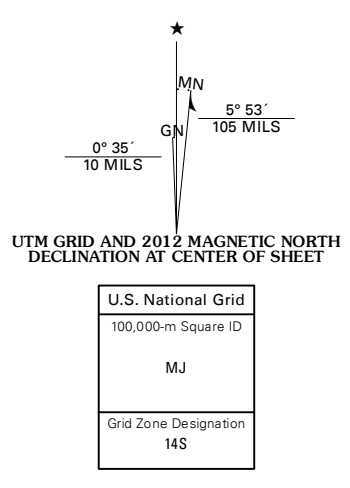 ★
MN
GN
5° 53´
105 MILS
0° 35´
10 MILS
UTM GRID AND 2012 MAGNETIC NORTH
DECLINATION AT CENTER OF SHEET
U.S. National Grid
100,000-m Square ID
MJ
Grid Zone Designation
14S